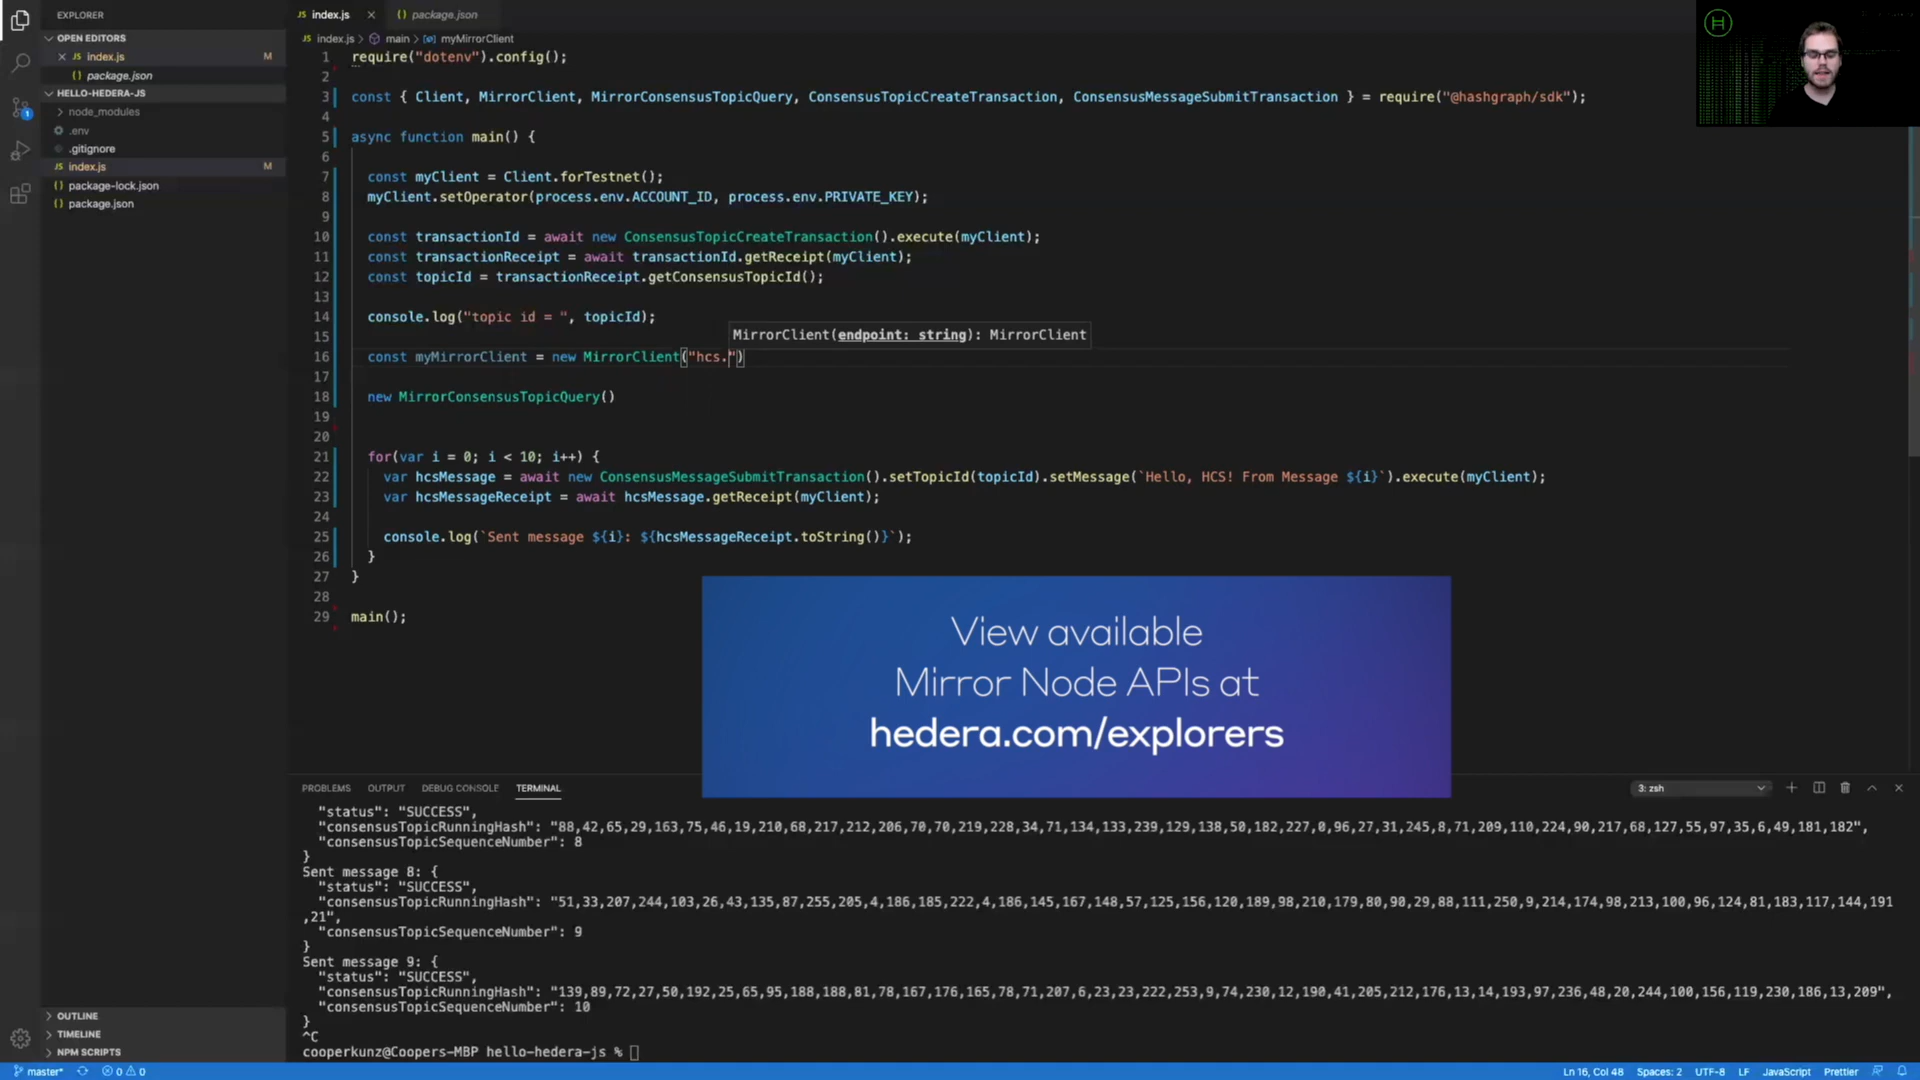 EXPLORER
OPEN EDITORS
JS index.js M
{} package.json
HELLO-HEDERA-JS
node_modules
.env
.gitignore
JS index.js M
{} package-lock.json
{} package.json
OUTLINE
TIMELINE
NPM SCRIPTS
1
JS index.js
{} package.json
JS index.js > main > myMirrorClient
1 require("dotenv").config();
2
3 const { Client, MirrorClient, MirrorConsensusTopicQuery, ConsensusTopicCreateTransaction, ConsensusMessageSubmitTransaction } = require("@hashgraph/sdk");
4
5 async function main() {
6
7 const myClient = Client.forTestnet();
8 myClient.setOperator(process.env.ACCOUNT_ID, process.env.PRIVATE_KEY);
9
10 const transactionId = await new ConsensusTopicCreateTransaction().execute(myClient);
11 const transactionReceipt = await transactionId.getReceipt(myClient);
12 const topicId = transactionReceipt.getConsensusTopicId();
13
14 console.log("topic id = ", topicId);
15
MirrorClient(endpoint: string): MirrorClient
16 const myMirrorClient = new MirrorClient("hcs.")
17
18 new MirrorConsensusTopicQuery()
19
20
21 for(var i = 0; i < 10; i++) {
22 var hcsMessage = await new ConsensusMessageSubmitTransaction().setTopicId(topicId).setMessage(`Hello, HCS! From Message ${i}`).execute(myClient);
23 var hcsMessageReceipt = await hcsMessage.getReceipt(myClient);
24
25 console.log(`Sent message ${i}: ${hcsMessageReceipt.toString()}`);
26 }
27 }
28
29 main();
View available
Mirror Node APIs at
hedera.com/explorers
PROBLEMS OUTPUT DEBUG CONSOLE TERMINAL 3: zsh
"status": "SUCCESS",
"consensusTopicRunningHash": "88,42,65,29,163,75,46,19,210,68,217,212,206,70,70,219,228,34,71,134,133,239,129,138,50,182,227,0,96,27,31,245,8,71,209,110,224,90,217,68,127,55,97,35,6,49,181,182",
"consensusTopicSequenceNumber": 8
}
Sent message 8: {
"status": "SUCCESS",
"consensusTopicRunningHash": "51,33,207,244,103,26,43,135,87,255,205,4,186,185,222,4,186,145,167,148,57,125,156,120,189,98,210,179,80,90,29,88,111,250,9,214,174,98,213,100,96,124,81,183,117,144,191
,21",
"consensusTopicSequenceNumber": 9
}
Sent message 9: {
"status": "SUCCESS",
"consensusTopicRunningHash": "139,89,72,27,50,192,25,65,95,188,188,81,78,167,176,165,78,71,207,6,23,23,222,253,9,74,230,12,190,41,205,212,176,13,14,193,97,236,48,20,244,100,156,119,230,186,13,209",
"consensusTopicSequenceNumber": 10
}
^C
cooperkunz@Coopers-MBP hello-hedera-js %
master* 0 0 Ln 16, Col 48 Spaces: 2 UTF-8 LF JavaScript Prettier